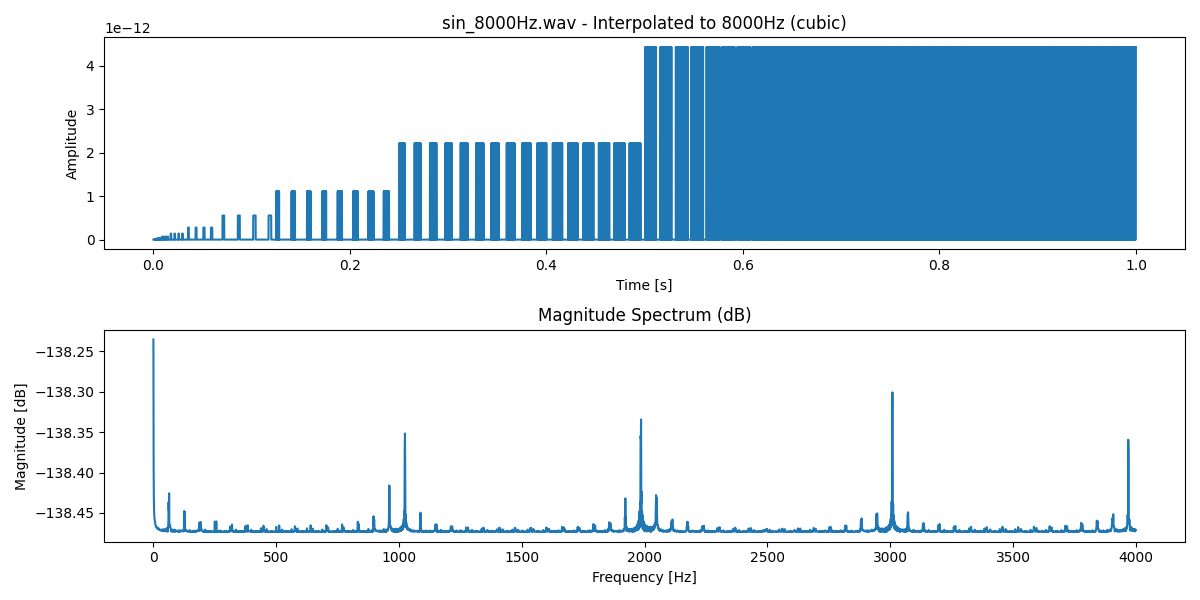 sin_8000Hz.wav - Interpolated to 8000Hz (cubic)
1e−12
Amplitude
4
3
2
1
0
0.0 0.2 0.4 0.6 0.8 1.0
Time [s]
Magnitude Spectrum (dB)
Magnitude [dB]
−138.25
−138.30
−138.35
−138.40
−138.45
0 500 1000 1500 2000 2500 3000 3500 4000
Frequency [Hz]